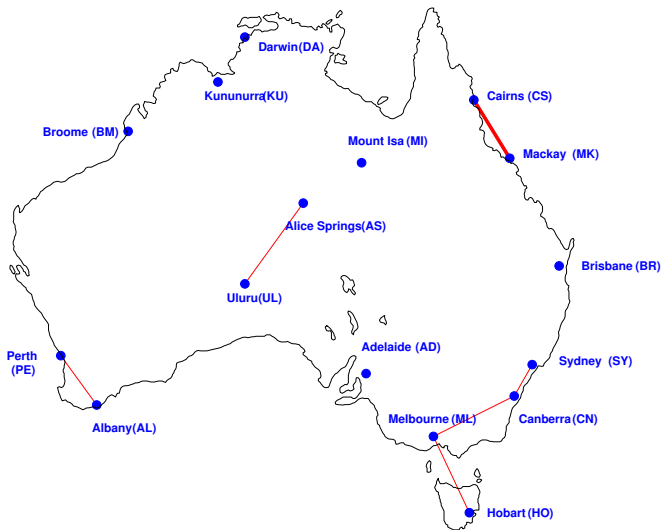 Darwin(DA)
Kununurra(KU)
Cairns (CS)
Broome (BM)
Mount Isa (MI)
Mackay (MK)
Alice Springs(AS)
Brisbane (BR)
Uluru(UL)
Perth
(PE)
Adelaide (AD)
Sydney (SY)
Melbourne (ML)
Canberra(CN)
Albany(AL)
Hobart (HO)